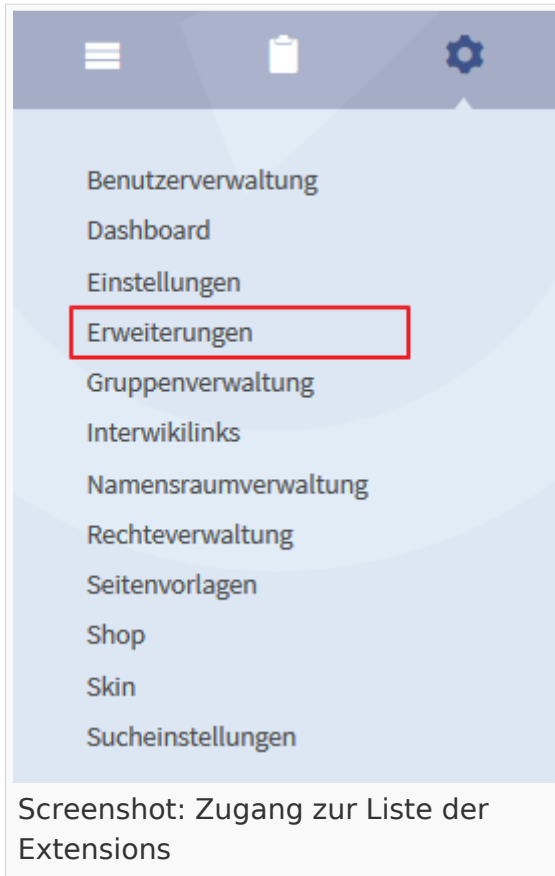 Benutzerverwaltung
Dashboard
Einstellungen
Erweiterungen
Gruppenverwaltung
Interwikilinks
Namensraumverwaltung
Rechteverwaltung
Seitenvorlagen
Shop
Skin
Sucheinstellungen
Screenshot: Zugang zur Liste der
Extensions